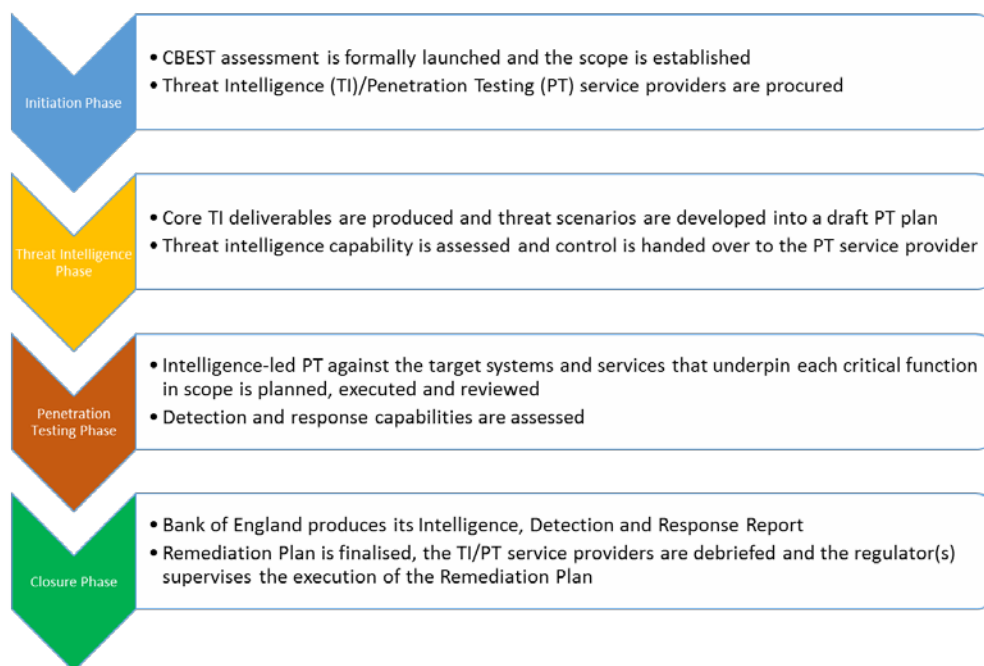 Initiation Phase
• CBEST assessment is formally launched and the scope is established
• Threat Intelligence (TI)/Penetration Testing (PT) service providers are procured
Threat Intelligence
Phase
• Core TI deliverables are produced and threat scenarios are developed into a draft PT plan
• Threat intelligence capability is assessed and control is handed over to the PT service provider
Penetration
Testing Phase
• Intelligence-led PT against the target systems and services that underpin each critical function
in scope is planned, executed and reviewed
• Detection and response capabilities are assessed
Closure Phase
• Bank of England produces its Intelligence, Detection and Response Report
• Remediation Plan is finalised, the TI/PT service providers are debriefed and the regulator(s)
supervises the execution of the Remediation Plan